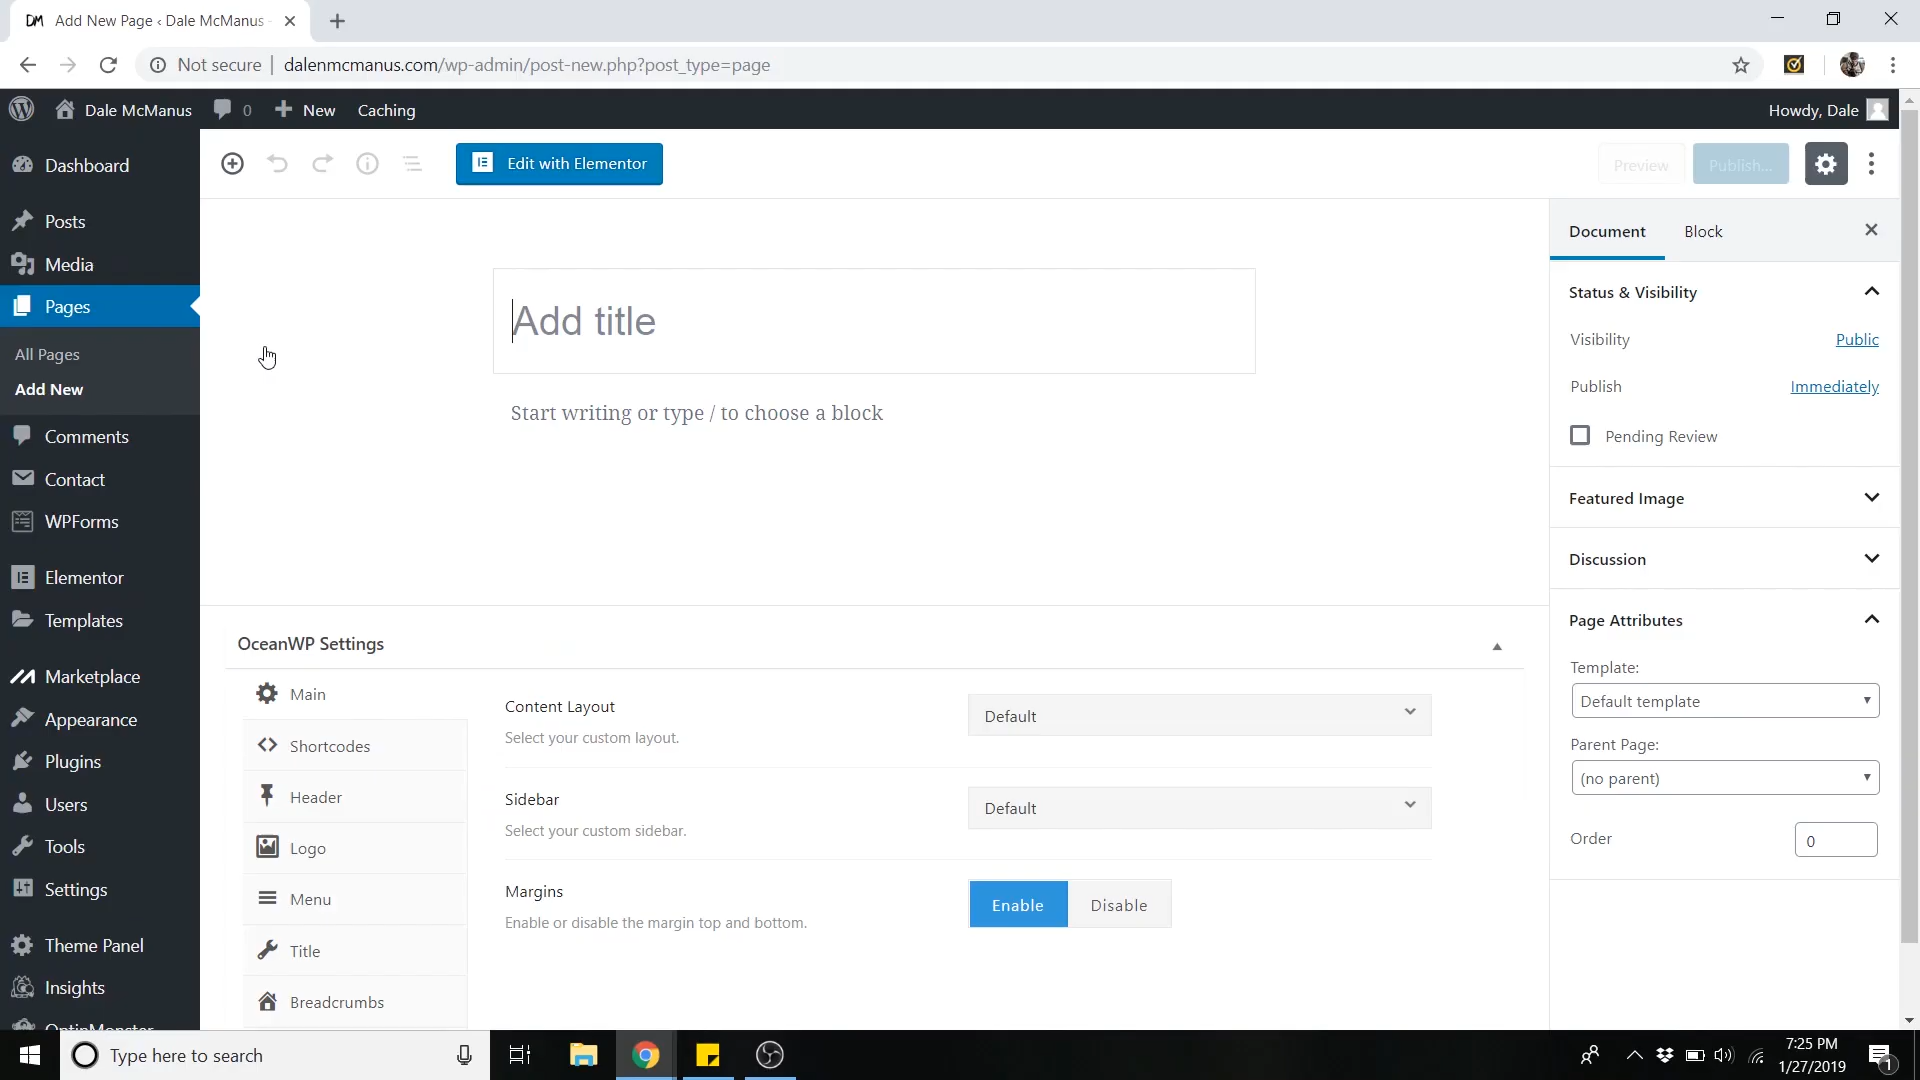 DM Add New Page ‹ Dale McManus -
Not secure | dalenmcmanus.com/wp-admin/post-new.php?post_type=page
Dale McManus 0 New Caching Howdy, Dale
Dashboard
Posts
Media
Pages
All Pages
Add New
Comments
Contact
WPForms
Elementor
Templates
Marketplace
Appearance
Plugins
Users
Tools
Settings
Theme Panel
Insights
OptinMonster
Edit with Elementor
Preview
Publish...
Add title
Start writing or type / to choose a block
OceanWP Settings
Main
Shortcodes
Header
Logo
Menu
Title
Breadcrumbs
Content Layout
Select your custom layout.
Default
Sidebar
Select your custom sidebar.
Default
Margins
Enable or disable the margin top and bottom.
Enable Disable
Document Block
Status & Visibility
Visibility Public
Publish Immediately
Pending Review
Featured Image
Discussion
Page Attributes
Template:
Default template
Parent Page:
(no parent)
Order 0
Type here to search
7:25 PM
1/27/2019
1